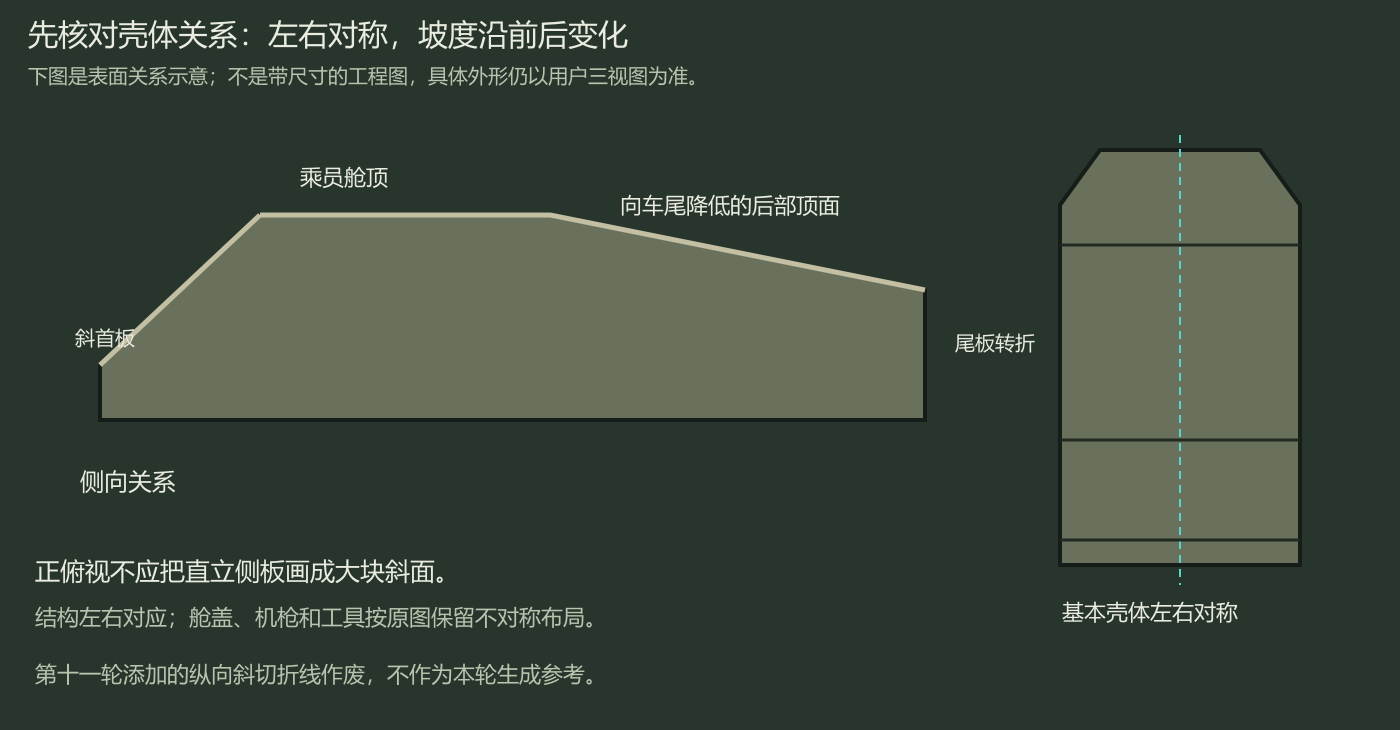 先核对壳体关系：左右对称，坡度沿前后变化
下图是表面关系示意；不是带尺寸的工程图，具体外形仍以用户三视图为准。
乘员舱顶
向车尾降低的后部顶面
斜首板
尾板转折
侧向关系
正俯视不应把直立侧板画成大块斜面。
结构左右对应；舱盖、机枪和工具按原图保留不对称布局。
基本壳体左右对称
第十一轮添加的纵向斜切折线作废，不作为本轮生成参考。